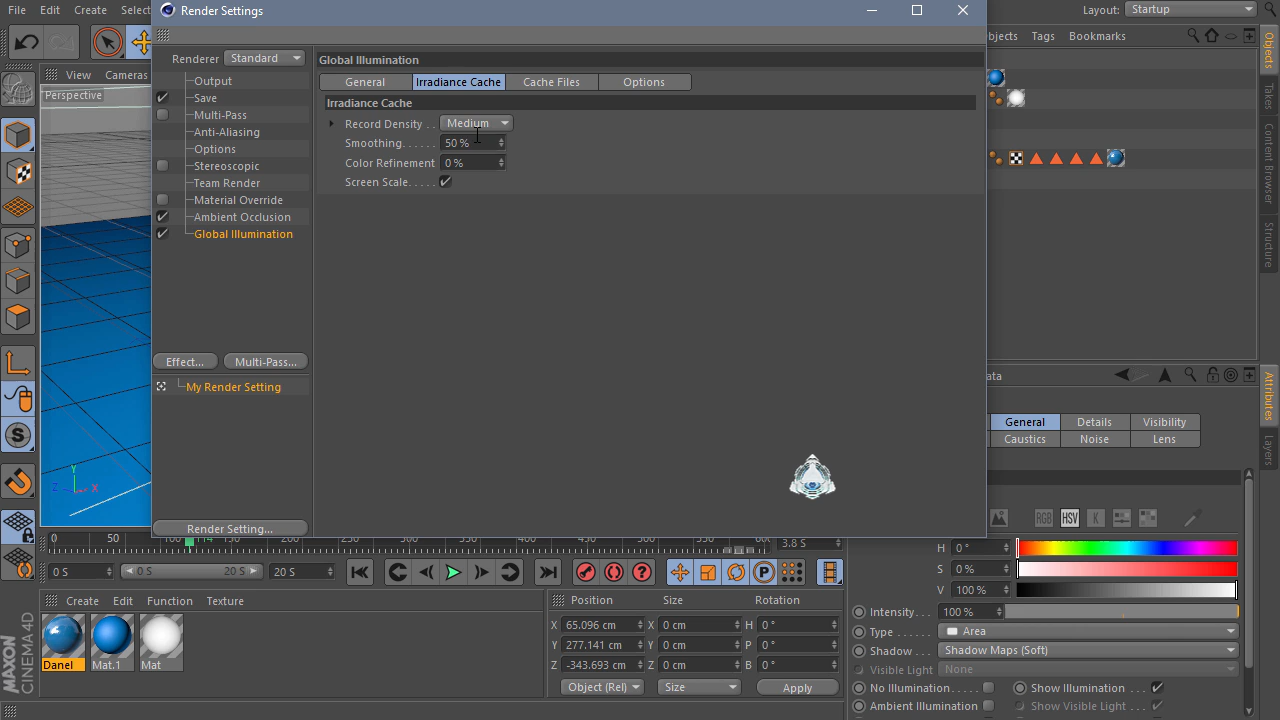 Render Settings
File Edit Create Select
Layout: Startup
Renderer Standard
Output
Save
Multi-Pass
Anti-Aliasing
Options
Stereoscopic
Team Render
Material Override
Ambient Occlusion
Global Illumination
Effect... Multi-Pass...
My Render Setting
Render Setting...
Global Illumination
General Irradiance Cache Cache Files Options
Irradiance Cache
Record Density . . Medium
Smoothing. . . . . . 50 %
Color Refinement 0 %
Screen Scale. . . . . ✓
View Cameras
Perspective
Y
Z X
Tags Bookmarks
Objects
Takes
Content Browser
Structure
Attributes
Layers
General Details Visibility
Caustics Noise Lens
RGB HSV K
H 0 °
S 0 %
V 100 %
Intensity. . . 100 %
Type . . . . . . Area
Shadow . . . Shadow Maps (Soft)
Visible Light None
No Illumination. . . . . Show Illumination . . .
Ambient Illumination Show Visible Light . .
0 50 100 114
3.8 S
0 S 0 S 20 S 20 S
Create Edit Function Texture
Danel Mat.1 Mat
Position Size Rotation
X 65.096 cm X 0 cm H 0 °
Y 277.141 cm Y 0 cm P 0 °
Z -343.693 cm Z 0 cm B 0 °
Object (Rel) Size Apply
MAXON
CINEMA 4D